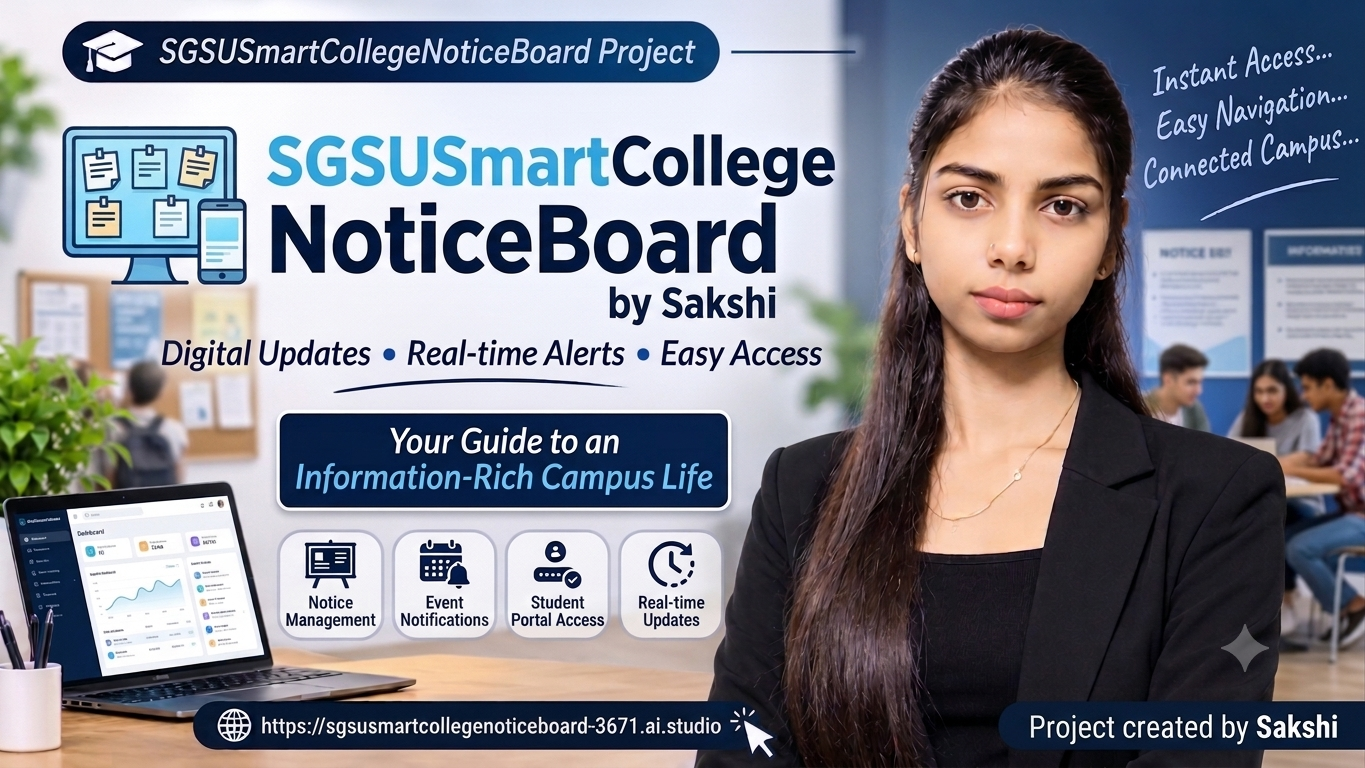 SGSUSmartCollegeNoticeBoard Project
Instant Access...
Easy Navigation...
Connected Campus...
SGSUSmartCollege
NoticeBoard
by Sakshi
Digital Updates • Real-time Alerts • Easy Access
Your Guide to an
Information-Rich Campus Life
Notice
Management
Event
Notifications
Student
Portal Access
Real-time
Updates
Dashboard
https://sgsusmartcollegenoticeboard-3671.ai.studio
Project created by Sakshi